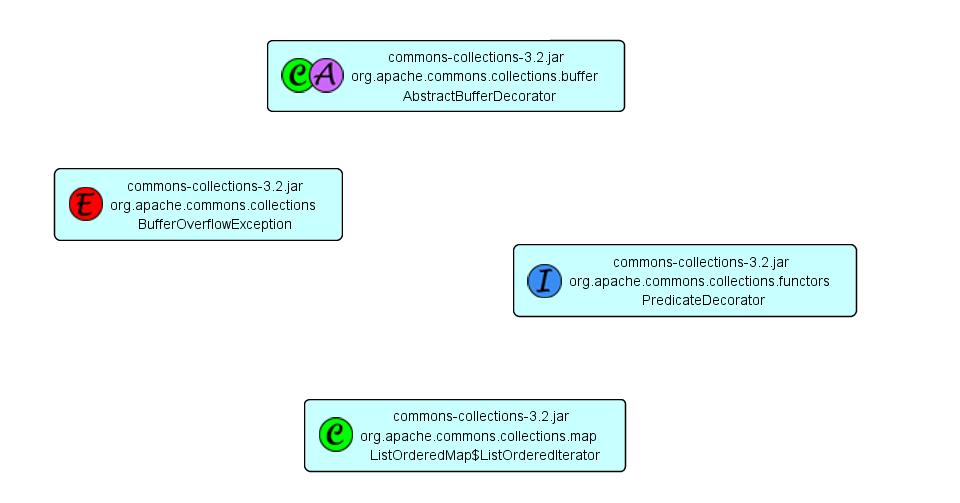 commons-collections-3.2.jar
C A org.apache.commons.collections.buffer
AbstractBufferDecorator
commons-collections-3.2.jar
E org.apache.commons.collections
BufferOverflowException
commons-collections-3.2.jar
I org.apache.commons.collections.functors
PredicateDecorator
commons-collections-3.2.jar
C org.apache.commons.collections.map
ListOrderedMap$ListOrderedIterator